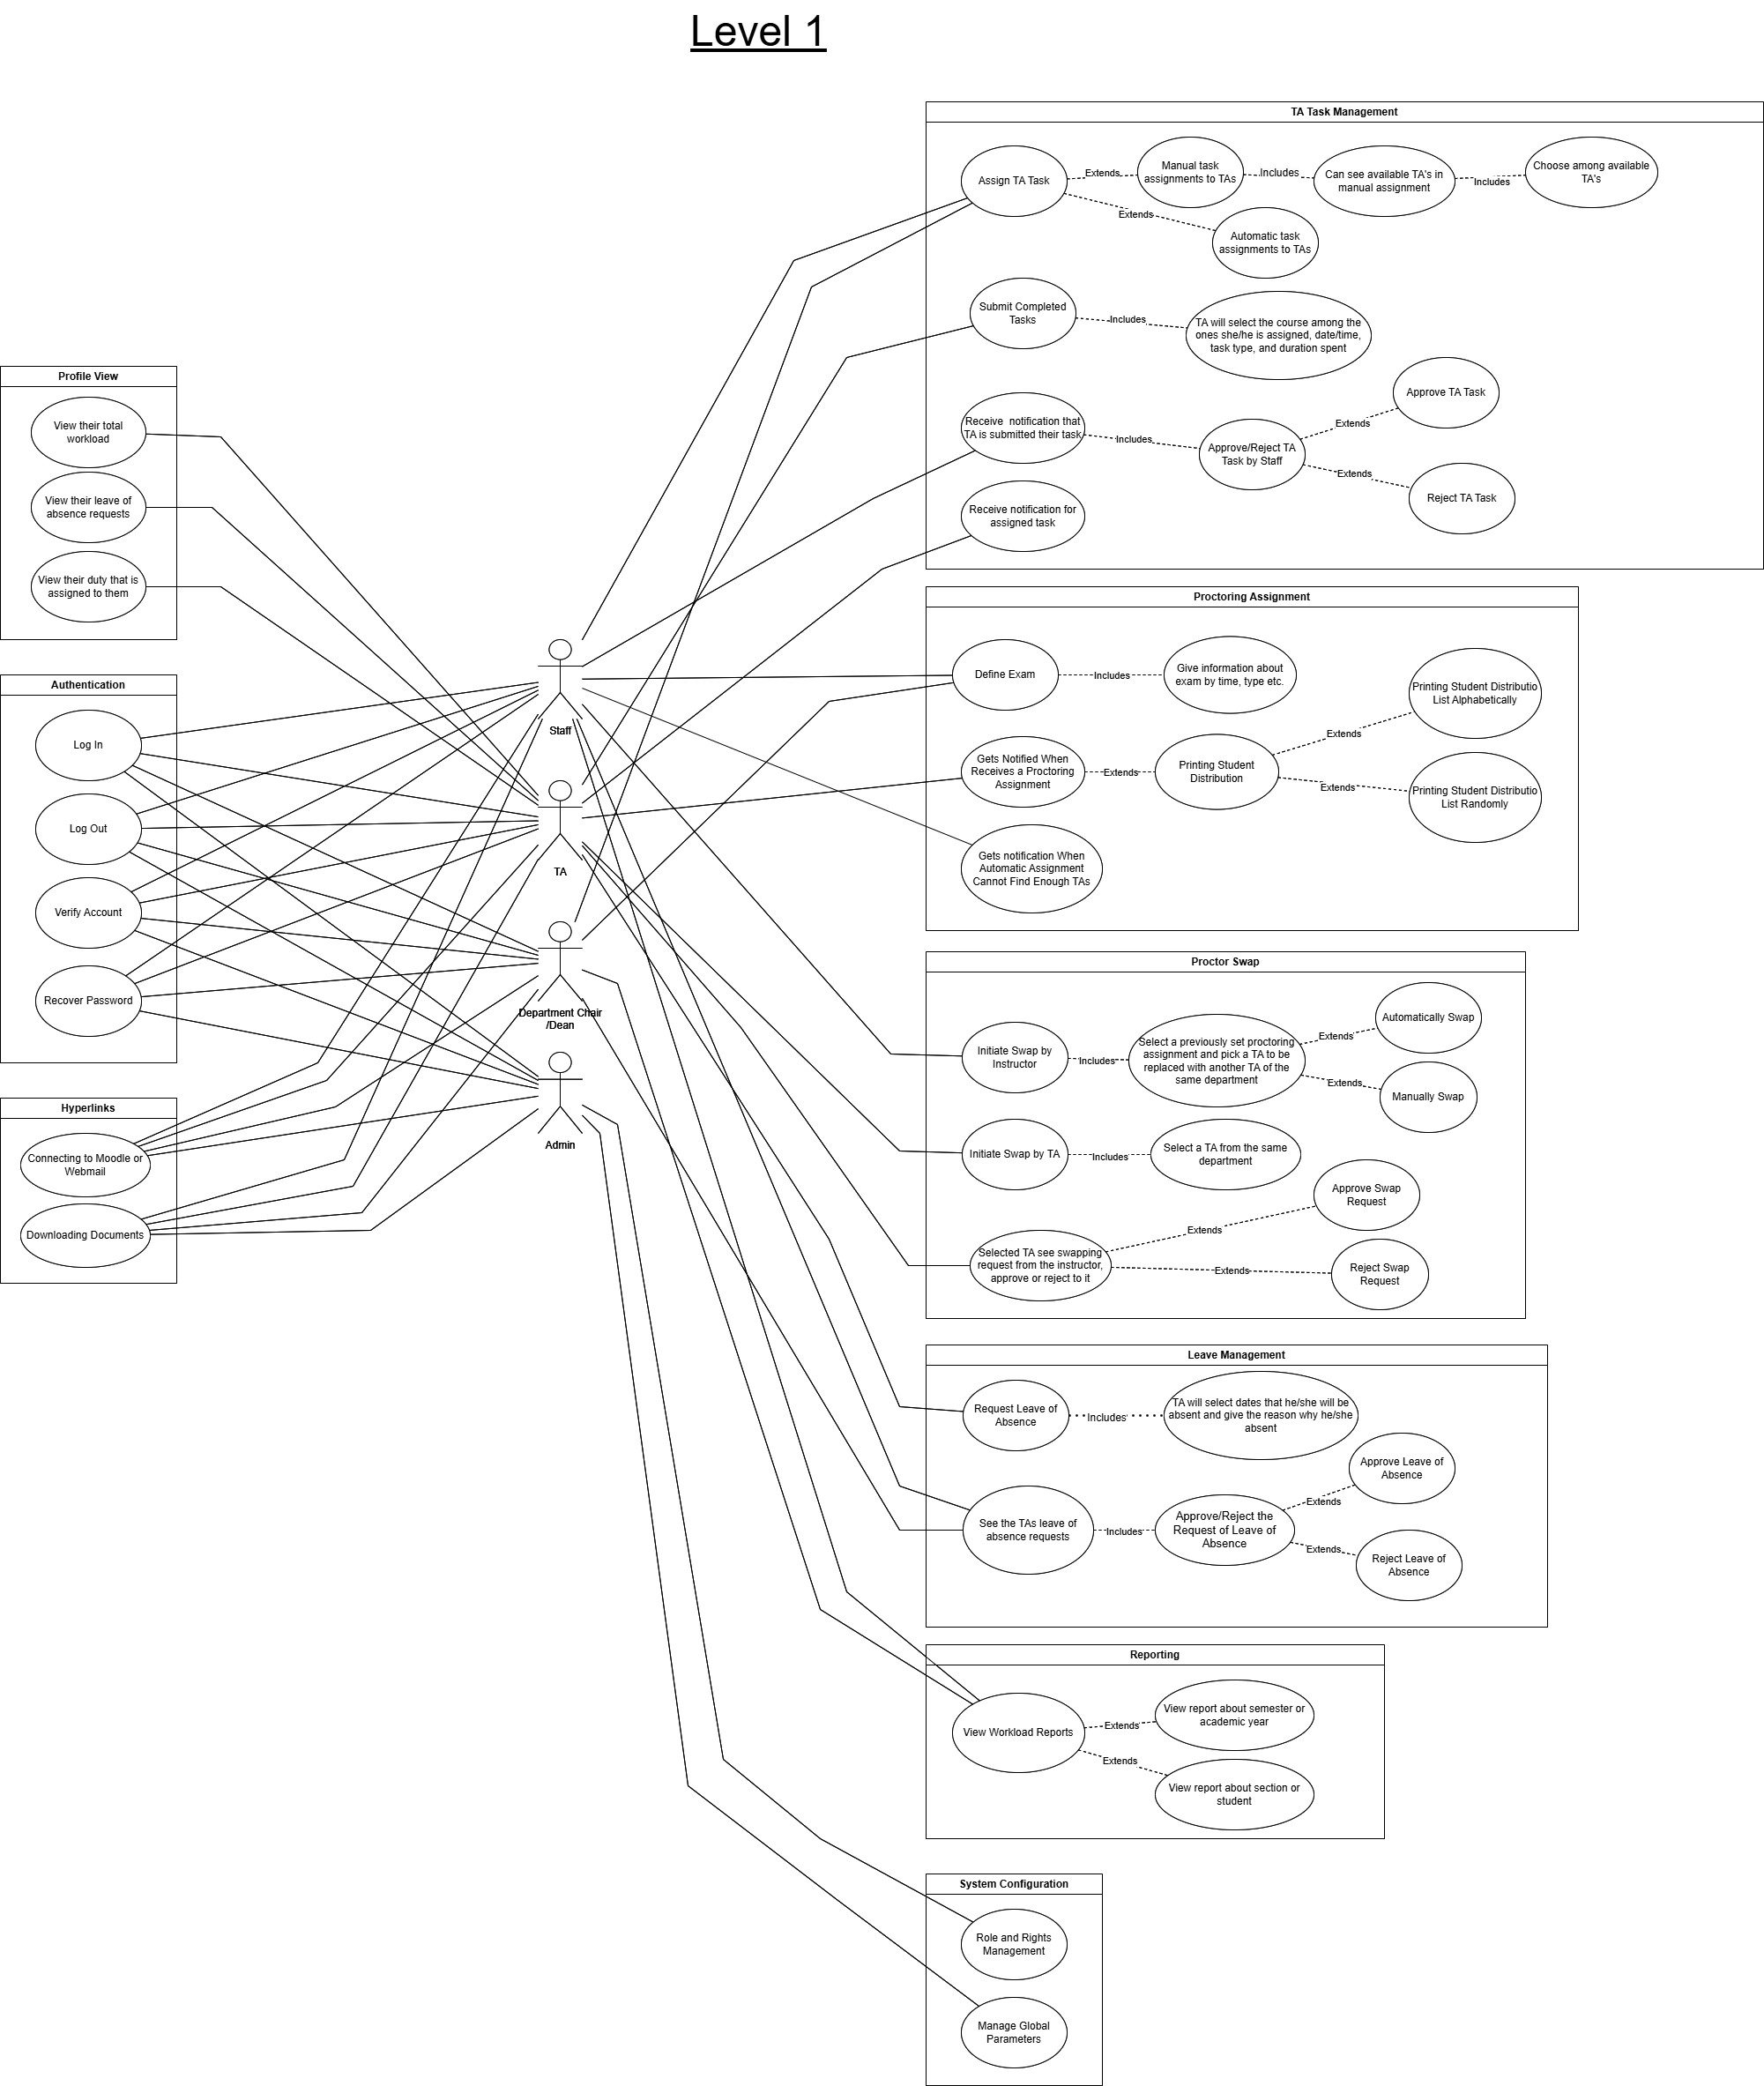 Level 1
TA Task Management
Assign TA Task
Extends
Manual task
assignments to TAs
Includes
Can see available TA's in
manual assignment
Includes
Choose among available
TA's
Extends
Automatic task
assignments to TAs
Submit Completed
Tasks
Includes
TA will select the course among the
ones she/he is assigned, date/time,
task type, and duration spent
Receive  notification that
TA is submitted their task
Includes
Approve/Reject TA
Task by Staff
Extends
Approve TA Task
Extends
Reject TA Task
Receive notification for
assigned task
Profile View
View their total
workload
View their leave of
absence requests
View their duty that is
assigned to them
Authentication
Log In
Log Out
Verify Account
Recover Password
Hyperlinks
Connecting to Moodle or
Webmail
Downloading Documents
Staff
TA
Department Chair
/Dean
Admin
Proctoring Assignment
Define Exam
Includes
Give information about
exam by time, type etc.
Gets Notified When
Receives a Proctoring
Assignment
Extends
Printing Student
Distribution
Extends
Printing Student Distributio
List Alphabetically
Extends
Printing Student Distributio
List Randomly
Gets notification When
Automatic Assignment
Cannot Find Enough TAs
Proctor Swap
Initiate Swap by
Instructor
Includes
Select a previously set proctoring
assignment and pick a TA to be
replaced with another TA of the
same department
Extends
Automatically Swap
Extends
Manually Swap
Initiate Swap by TA
Includes
Select a TA from the same
department
Selected TA see swapping
request from the instructor,
approve or reject to it
Extends
Approve Swap
Request
Extends
Reject Swap
Request
Leave Management
Request Leave of
Absence
Includes
TA will select dates that he/she will be
absent and give the reason why he/she
absent
See the TAs leave of
absence requests
Includes
Approve/Reject the
Request of Leave of
Absence
Extends
Approve Leave of
Absence
Extends
Reject Leave of
Absence
Reporting
View Workload Reports
Extends
View report about semester or
academic year
Extends
View report about section or
student
System Configuration
Role and Rights
Management
Manage Global
Parameters